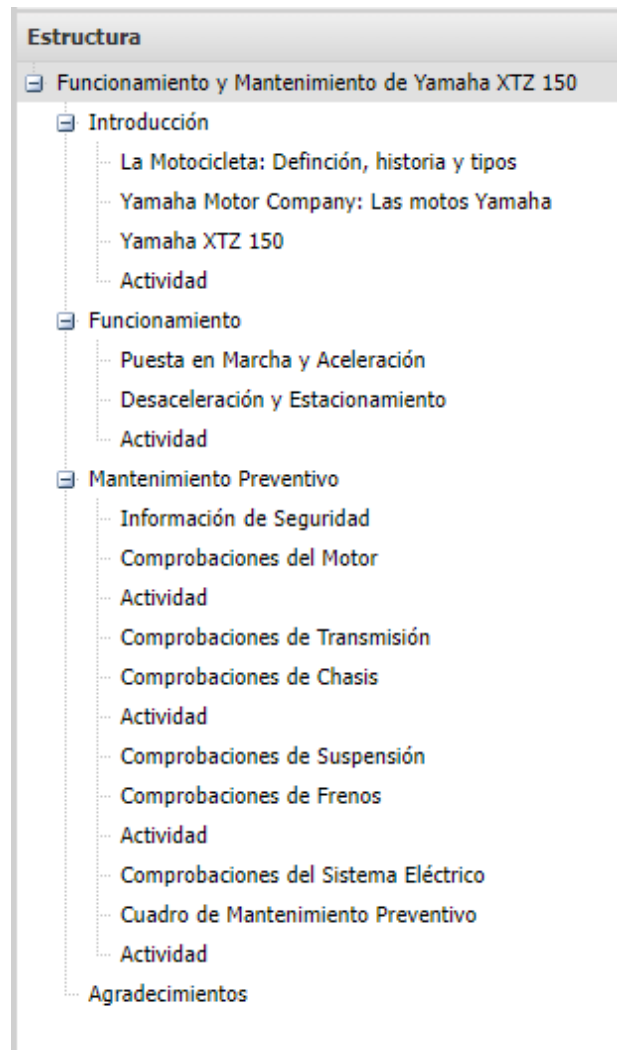 Estructura
Funcionamiento y Mantenimiento de Yamaha XTZ 150
Introducción
La Motocicleta: Definción, historia y tipos
Yamaha Motor Company: Las motos Yamaha
Yamaha XTZ 150
Actividad
Funcionamiento
Puesta en Marcha y Aceleración
Desaceleración y Estacionamiento
Actividad
Mantenimiento Preventivo
Información de Seguridad
Comprobaciones del Motor
Actividad
Comprobaciones de Transmisión
Comprobaciones de Chasis
Actividad
Comprobaciones de Suspensión
Comprobaciones de Frenos
Actividad
Comprobaciones del Sistema Eléctrico
Cuadro de Mantenimiento Preventivo
Actividad
Agradecimientos